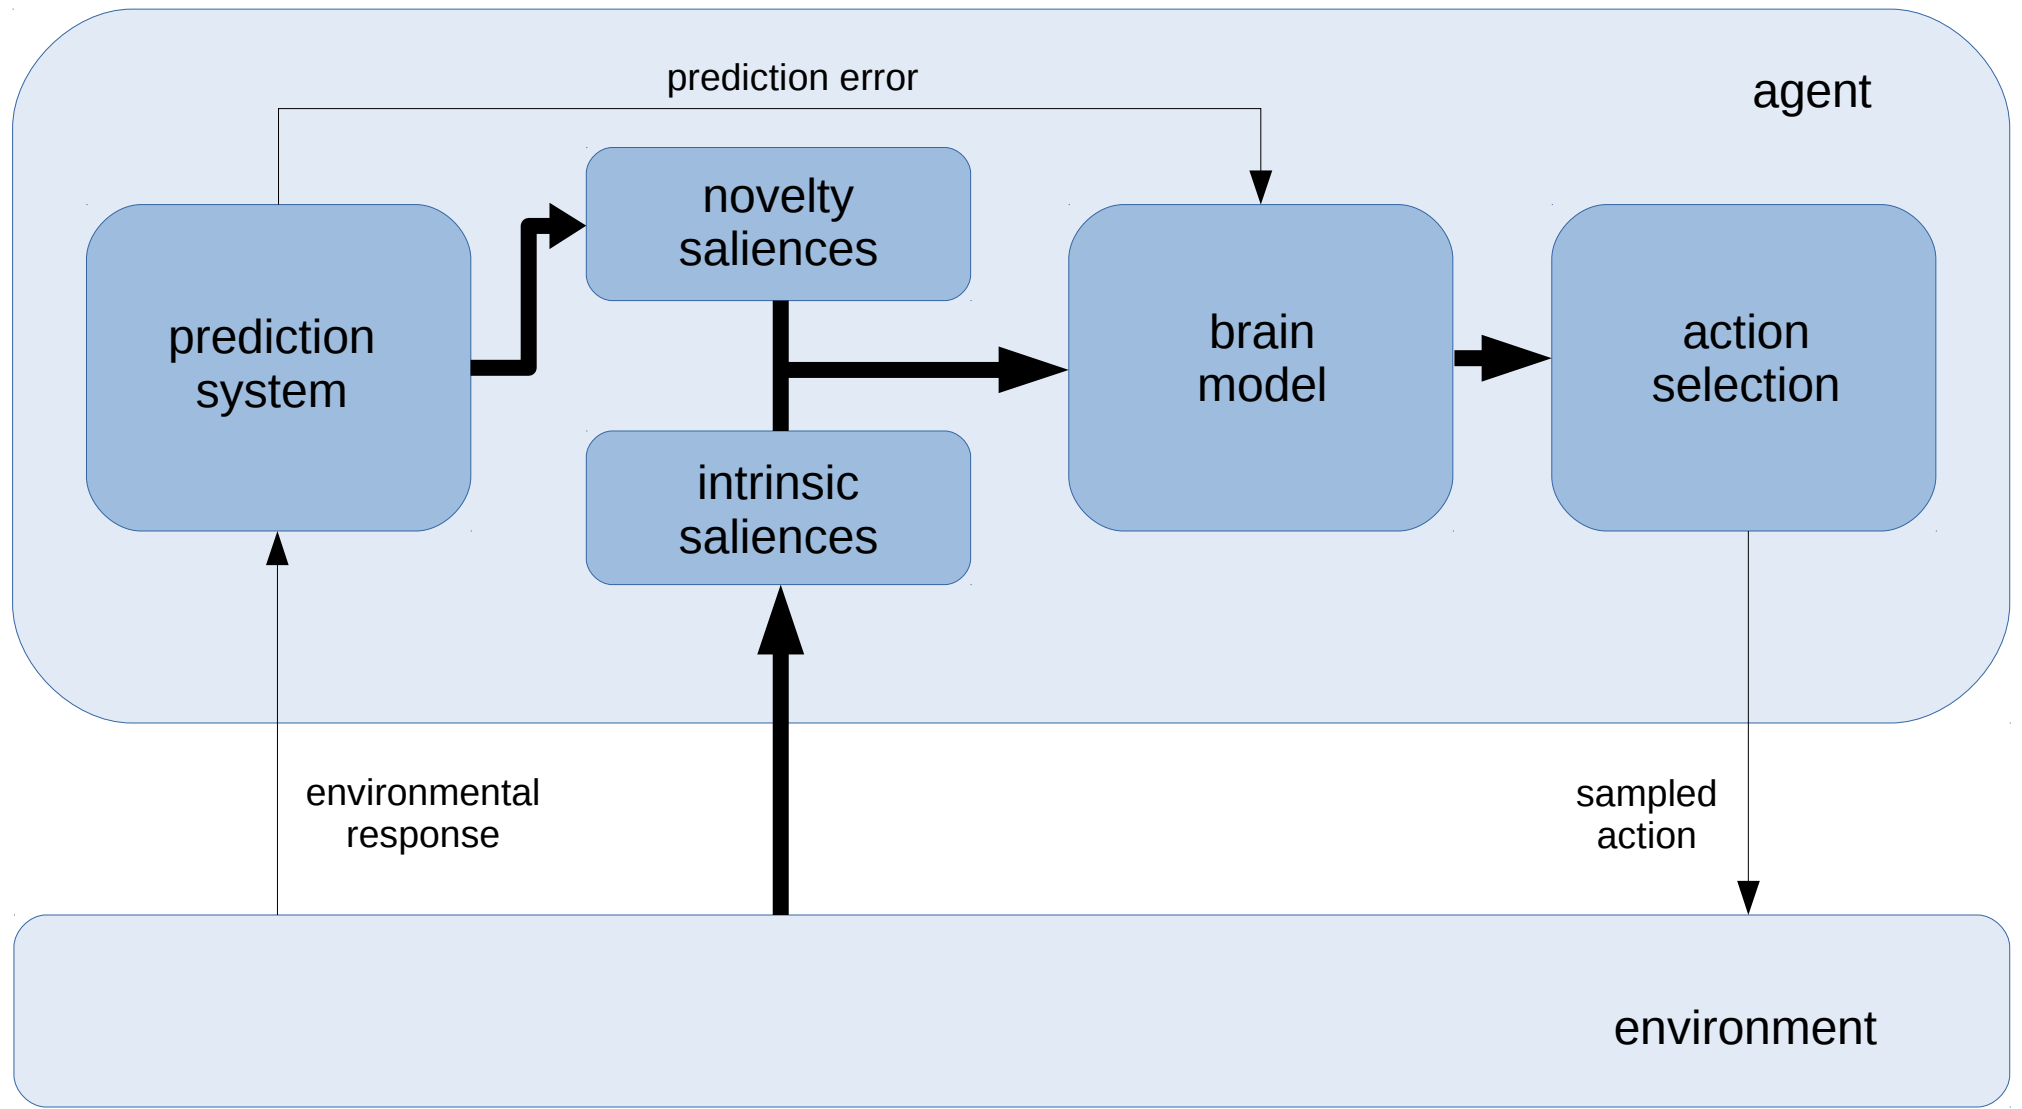 prediction error
agent
novelty
saliences
prediction
system
brain
model
action
selection
intrinsic
saliences
environmental
response
sampled
action
environment